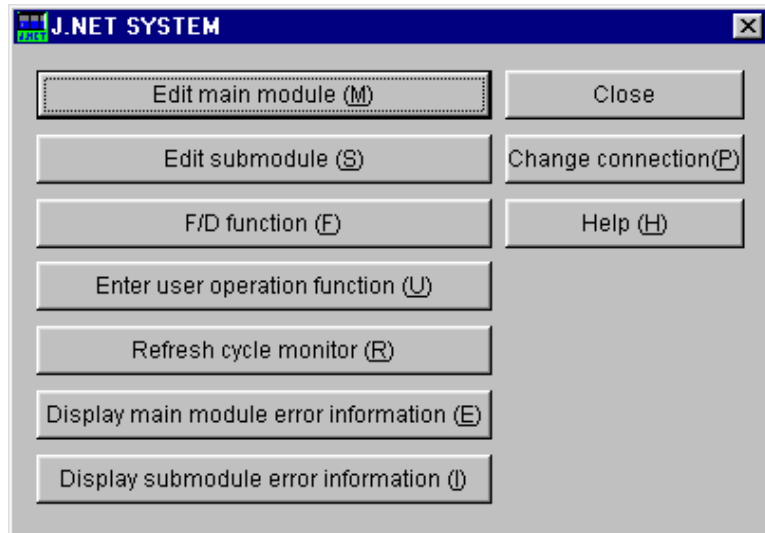 J.NET J.NET SYSTEM
Edit main module (M)
Close
Edit submodule (S)
Change connection(P)
F/D function (F)
Help (H)
Enter user operation function (U)
Refresh cycle monitor (R)
Display main module error information (E)
Display submodule error information (I)